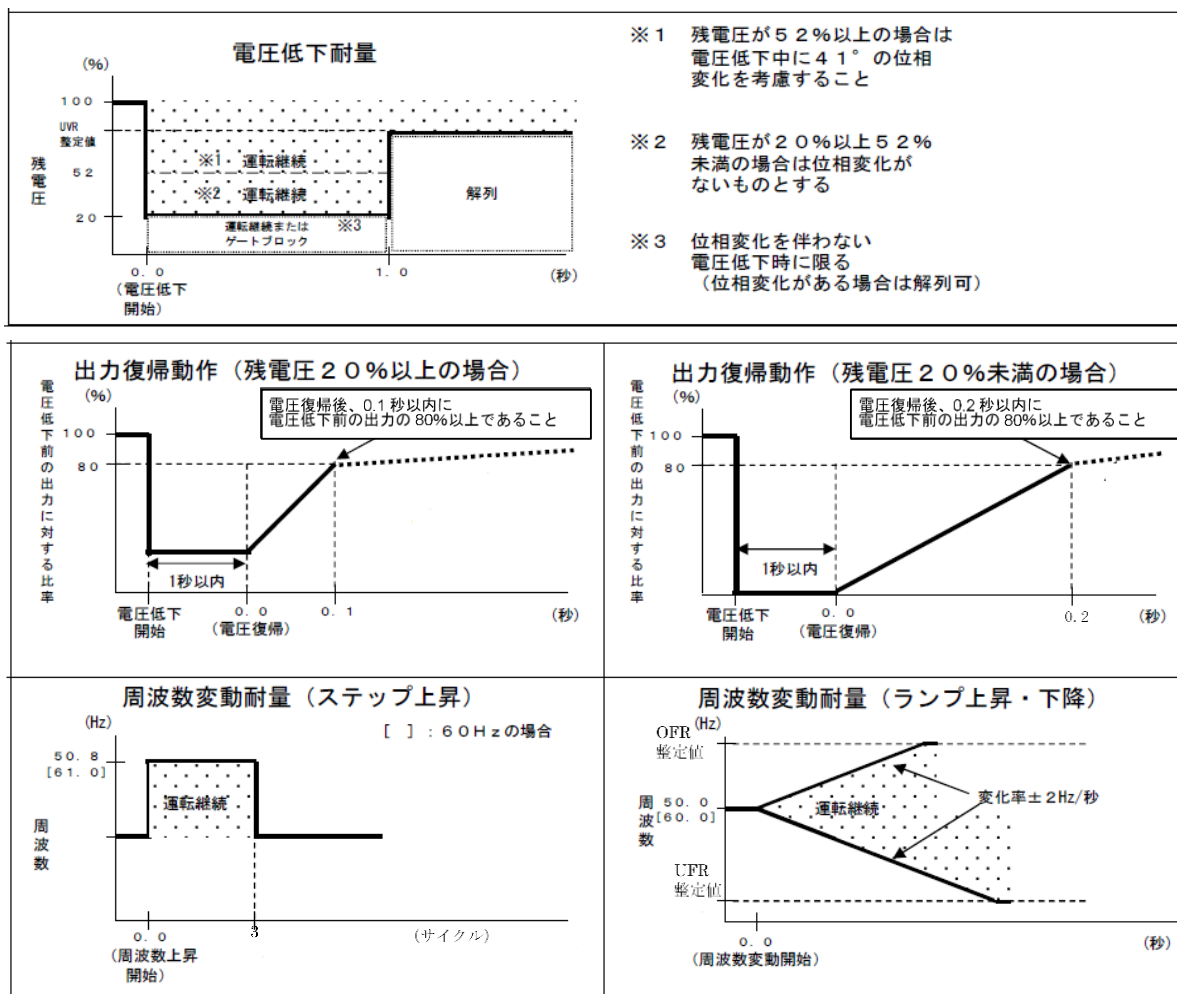 電圧低下耐量
(%)
100
UVR
整定値
52
20
残電圧
※1 運転継続
※2 運転継続
運転継続または ※3
ゲートブロック
解列
0.0
(電圧低下
開始)
1.0
(秒)
※1 残電圧が52%以上の場合は
電圧低下中に41°の位相
変化を考慮すること
※2 残電圧が20%以上52%
未満の場合は位相変化が
ないものとする
※3 位相変化を伴わない
電圧低下時に限る
(位相変化がある場合は解列可)
出力復帰動作(残電圧20%以上の場合)
(%)
電圧低下前の出力に対する比率
電圧復帰後、0.1秒以内に
電圧低下前の出力の80%以上であること
100
80
1秒以内
電圧低下
開始
0.0
(電圧復帰)
0.1
(秒)
出力復帰動作(残電圧20%未満の場合)
(%)
電圧低下前の出力に対する比率
電圧復帰後、0.2秒以内に
電圧低下前の出力の80%以上であること
100
80
1秒以内
電圧低下
開始
0.0
(電圧復帰)
0.2
(秒)
周波数変動耐量(ステップ上昇)
(Hz)
[ ]:60Hzの場合
50.8
[61.0]
運転継続
周波数
0.0
(周波数上昇
開始)
3
(サイクル)
周波数変動耐量(ランプ上昇・下降)
(Hz)
OFR
整定値
周波数
50.0
[60.0]
運転継続
変化率±2Hz/秒
UFR
整定値
0.0
(周波数変動開始)
(秒)